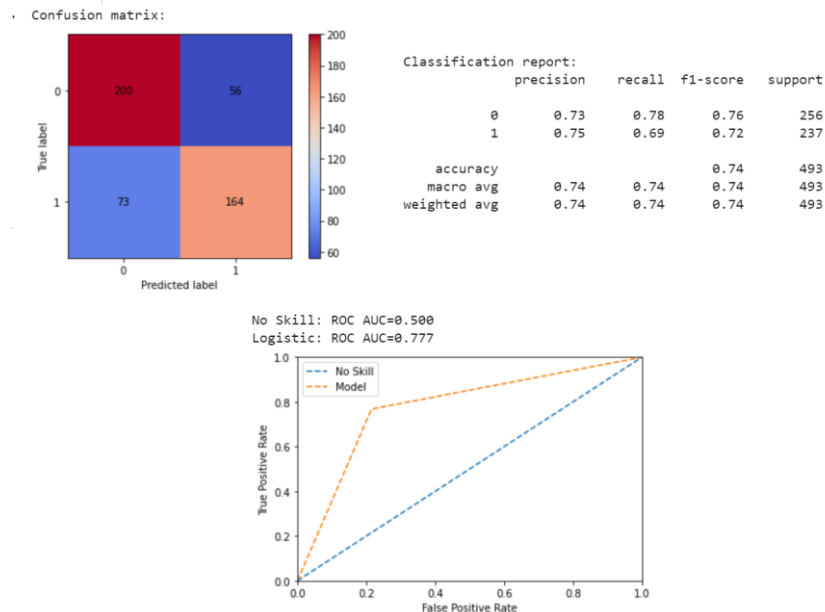 Confusion matrix:
200
180
160
140
120
100
80
60
0
200
56
1
73
164
True label
0
1
Predicted label
Classification report:
precision recall f1-score support
0 0.73 0.78 0.76 256
1 0.75 0.69 0.72 237
accuracy 0.74 493
macro avg 0.74 0.74 0.74 493
weighted avg 0.74 0.74 0.74 493
No Skill: ROC AUC=0.500
Logistic: ROC AUC=0.777
No Skill
Model
1.0
0.8
0.6
0.4
0.2
0.0
True Positive Rate
0.0 0.2 0.4 0.6 0.8 1.0
False Positive Rate